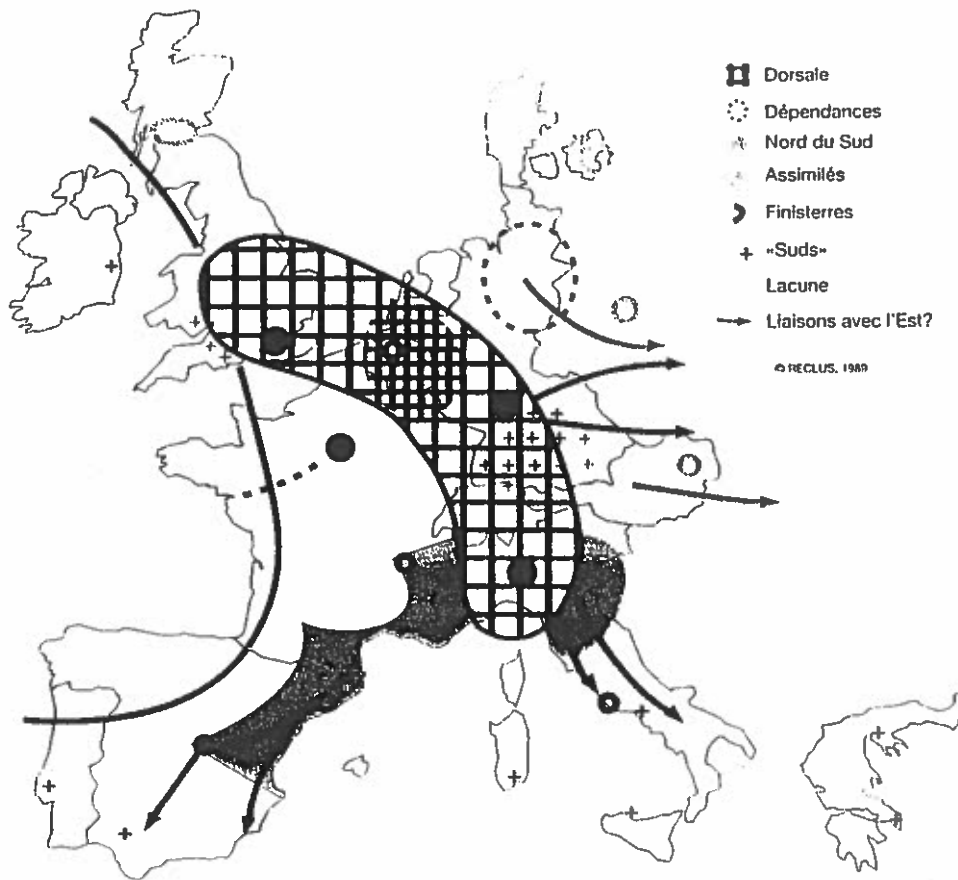 Dorsale
Dépendances
Nord du Sud
Assimilés
Finisterres
«Suds»
Lacune
Liaisons avec l'Est?
© RECLUS, 1989